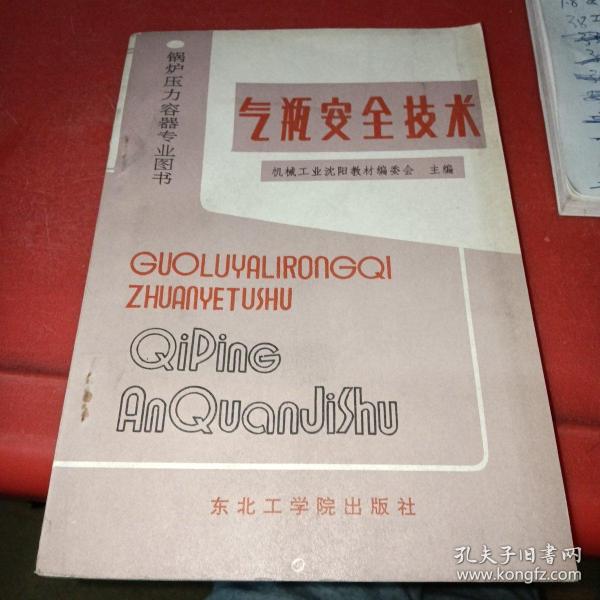 锅炉压力容器专业图书
气瓶安全技术
机械工业沈阳教材编委会 主编
GUOLUYALIRONGQI
ZHUANYETUSHU
QiPing
AnQuanJiShu
东北工学院出版社
孔夫子旧书网
www.kongfz.com